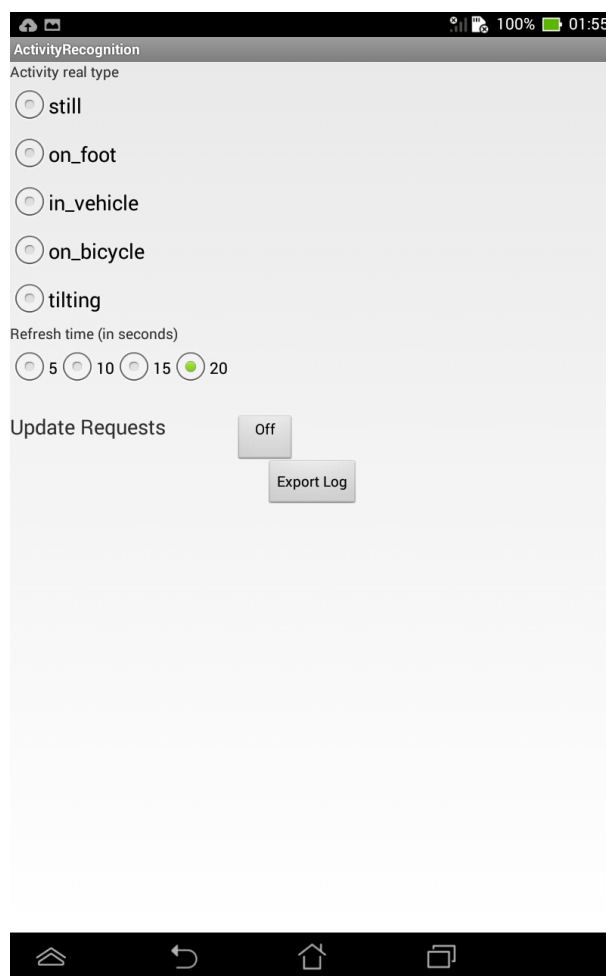 100% 01:55
ActivityRecognition
Activity real type
still
on_foot
in_vehicle
on_bicycle
tilting
Refresh time (in seconds)
5 10 15 20
Update Requests Off
Export Log